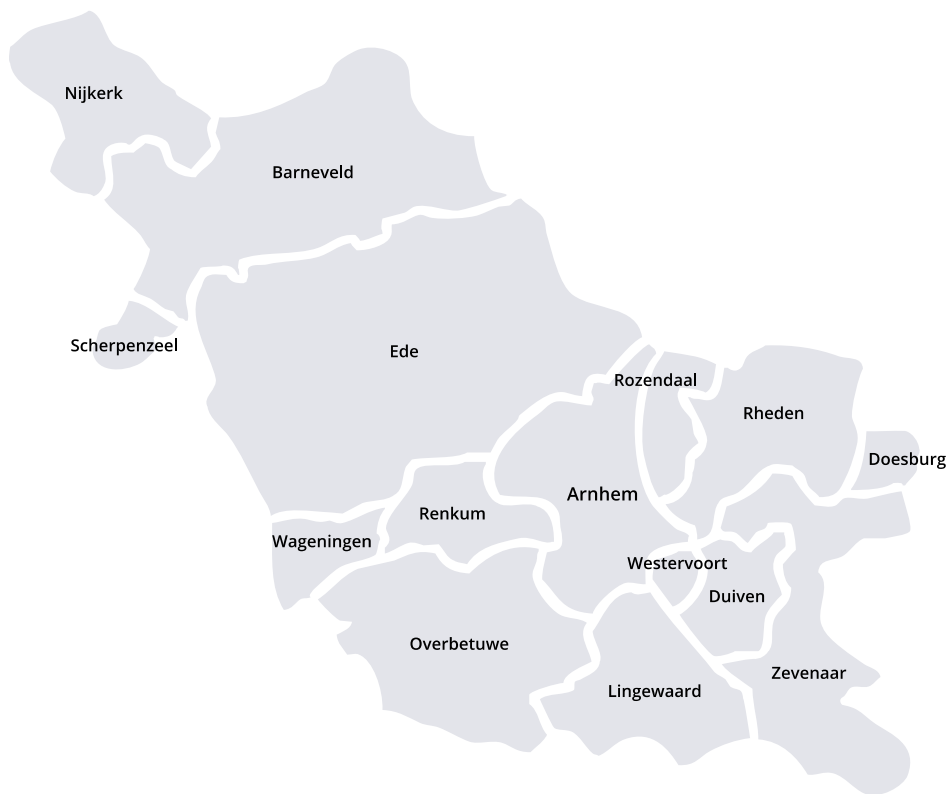 Nijkerk
Barneveld
Scherpenzeel
Ede
Rozendaal
Rheden
Doesburg
Arnhem
Renkum
Wageningen
Westervoort
Duiven
Overbetuwe
Zevenaar
Lingewaard